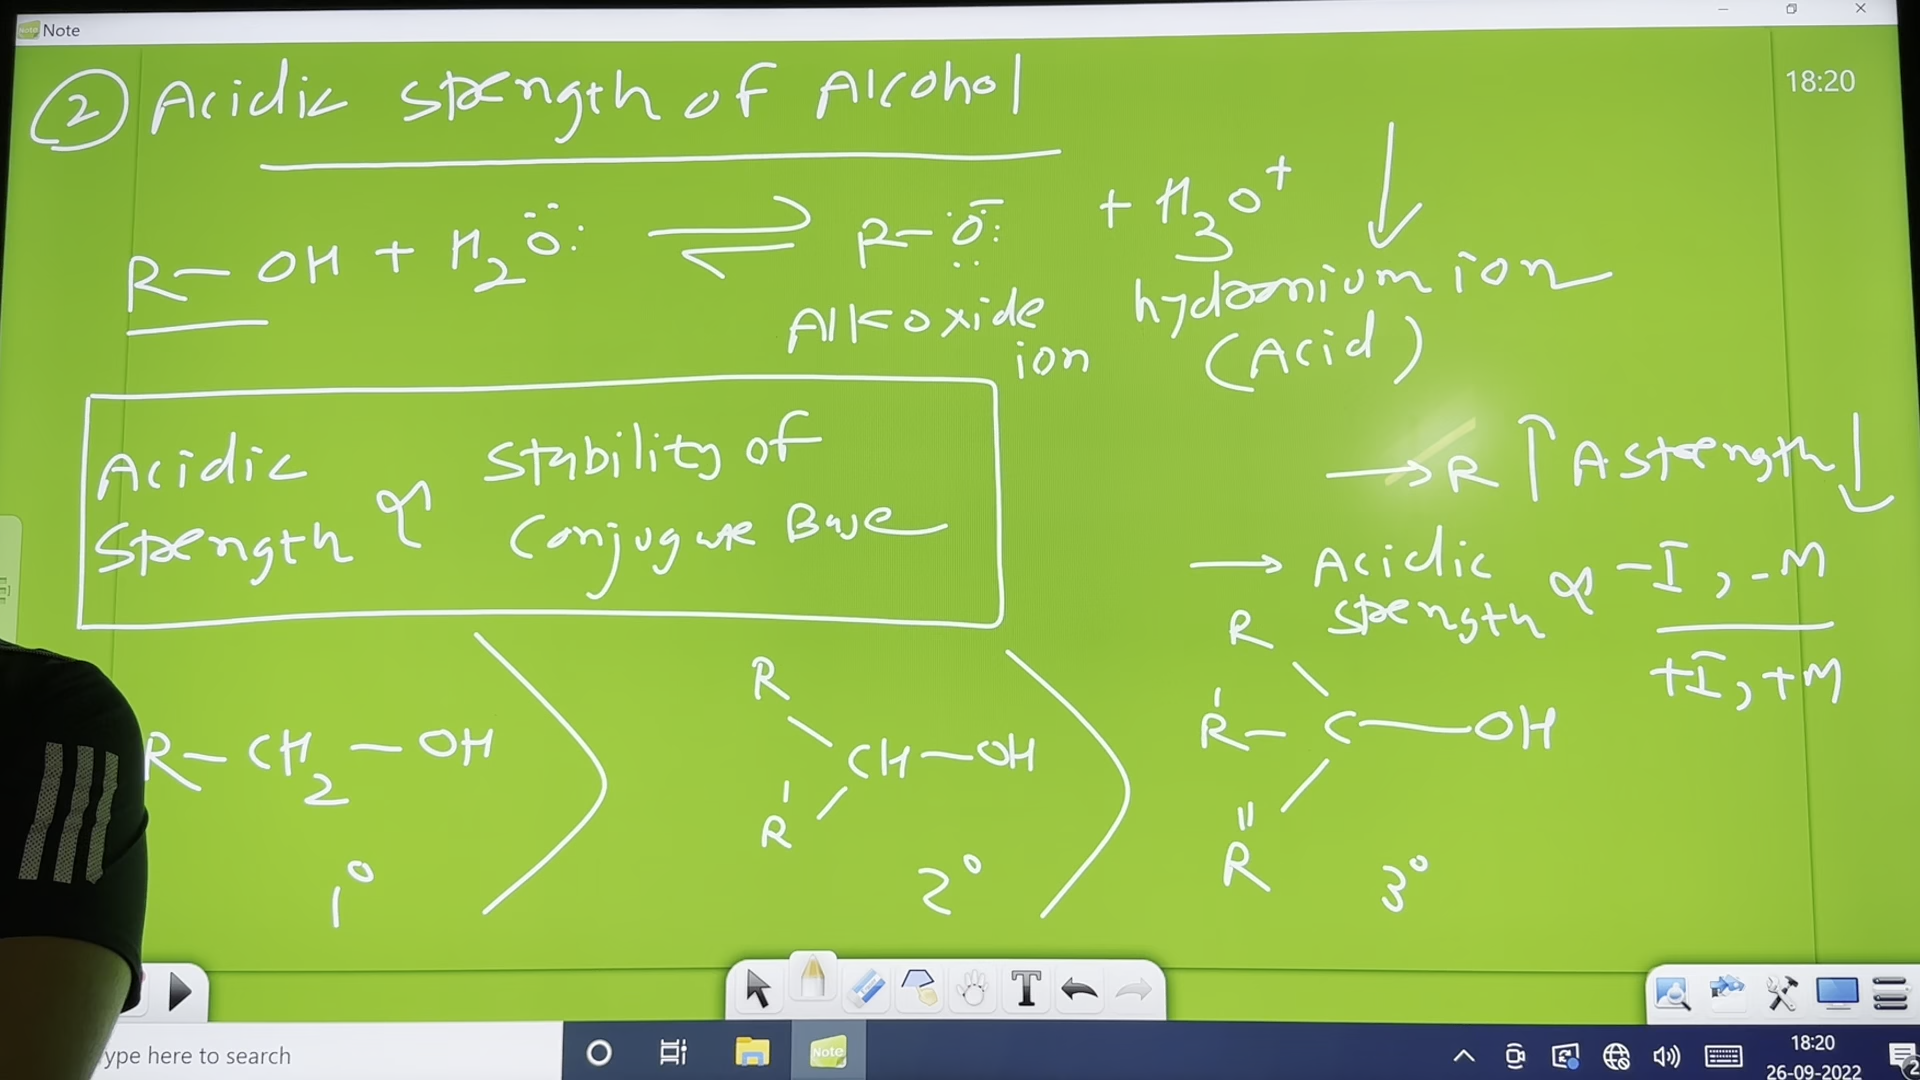 Note
18:20
② Acidic strength of Alcohol
R-OH + H₂Ö: ⇌ R-Ö:⁻ + H₃O⁺ ↓
Alkoxide ion
hydronium ion
(Acid)
Acidic strength ∝ Stability of
Conjugate Base
→ R ↑ A. strength ↓
→ Acidic strength ∝ -I, -M
+I, +M
R-CH₂-OH
1°
>
R
CH-OH
R'
2°
>
R
R'-C-OH
R''
3°
T
ype here to search
Note
18:20
26-09-2022
2